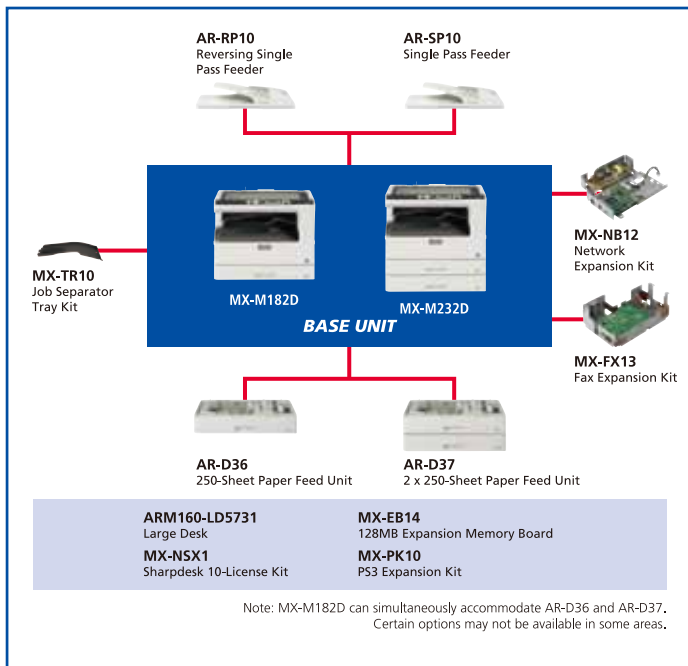 AR-RP10
Reversing Single
Pass Feeder
AR-SP10
Single Pass Feeder
MX-TR10
Job Separator
Tray Kit
MX-M182D
MX-M232D
BASE UNIT
MX-NB12
Network
Expansion Kit
MX-FX13
Fax Expansion Kit
AR-D36
250-Sheet Paper Feed Unit
AR-D37
2 x 250-Sheet Paper Feed Unit
ARM160-LD5731
Large Desk
MX-NSX1
Sharpdesk 10-License Kit
MX-EB14
128MB Expansion Memory Board
MX-PK10
PS3 Expansion Kit
Note: MX-M182D can simultaneously accommodate AR-D36 and AR-D37.
Certain options may not be available in some areas.